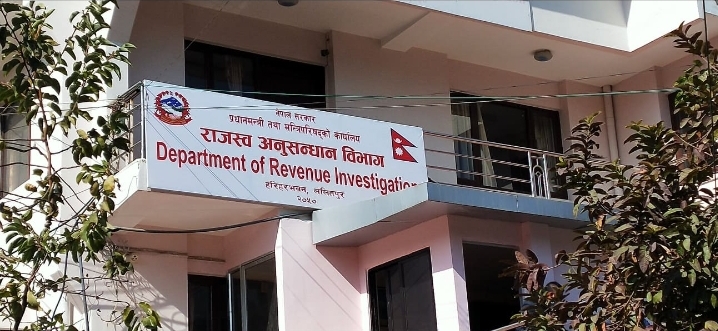 नेपाल सरकार
प्रधानमन्त्री तथा मन्त्रिपरिषद्को कार्यालय
राजस्व अनुसन्धान विभाग
Department of Revenue Investigation
हरिहरभवन, ललितपुर
२०५०